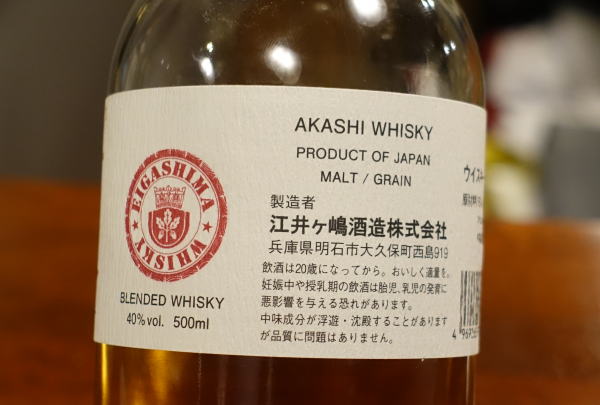 AKASHI WHISKY
PRODUCT OF JAPAN
MALT / GRAIN
製造者
江井ヶ嶋酒造株式会社
兵庫県明石市大久保町西島919
飲酒は20歳になってから。おいしく適量を。
妊娠中や授乳期の飲酒は胎児、乳児の発育に
悪影響を与える恐れがあります。
中味成分が浮遊・沈殿することがあります
が品質に問題はありません。
EIGASHIMA
WHISKY
BLENDED WHISKY
40% vol. 500ml
ウイスキー